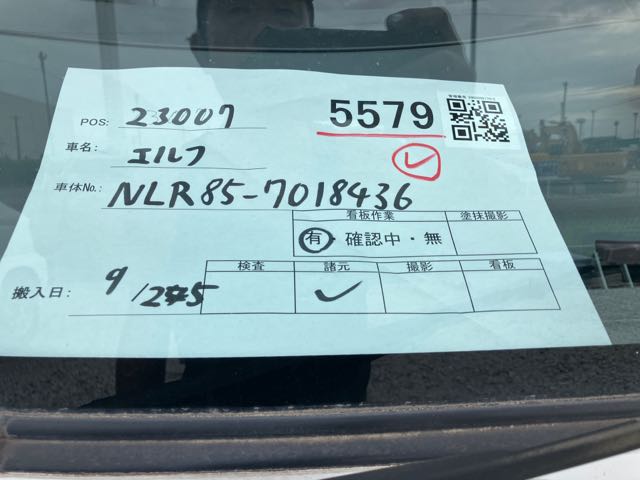 POS: 23007
5579
車名: エルフ
車体No.: NLR85-7018436
看板作業 塗抹撮影
有・確認中・無
検査 諸元 撮影 看板
搬入日: 9/25